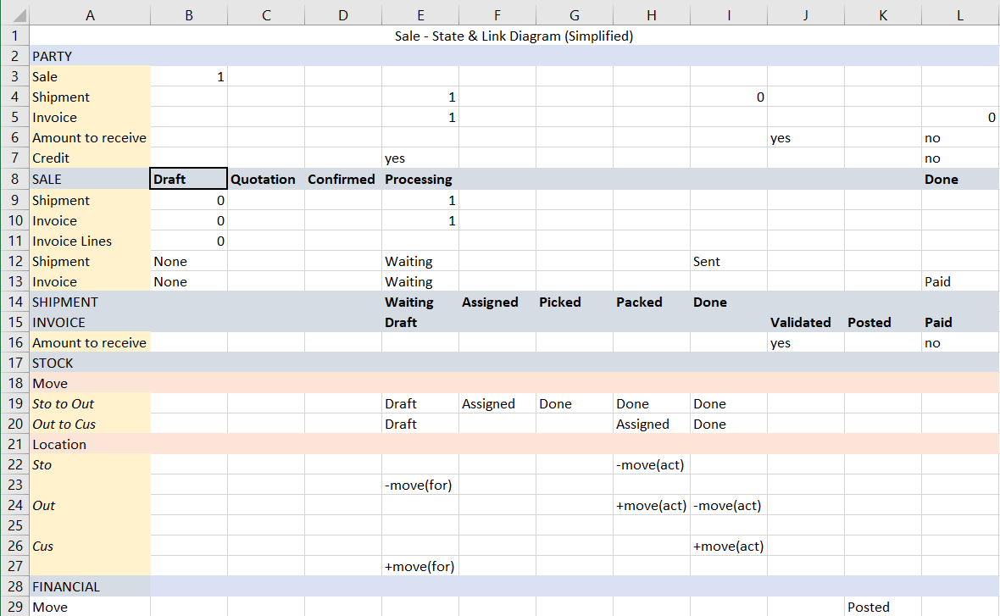 A B C D E F G H I J K L
1 Sale - State & Link Diagram (Simplified)
2 PARTY
3 Sale 1
4 Shipment 1 0
5 Invoice 1 0
6 Amount to receive yes no
7 Credit yes no
8 SALE Draft Quotation Confirmed Processing Done
9 Shipment 0 1
10 Invoice 0 1
11 Invoice Lines 0
12 Shipment None Waiting Sent
13 Invoice None Waiting Paid
14 SHIPMENT Waiting Assigned Picked Packed Done
15 INVOICE Draft Validated Posted Paid
16 Amount to receive yes no
17 STOCK
18 Move
19 Sto to Out Draft Assigned Done Done Done
20 Out to Cus Draft Assigned Done
21 Location
22 Sto -move(act)
23 -move(for)
24 Out +move(act) -move(act)
25
26 Cus +move(act)
27 +move(for)
28 FINANCIAL
29 Move Posted